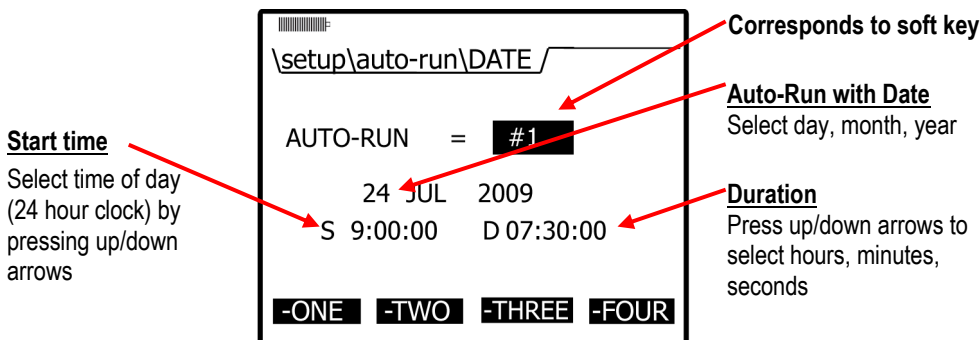 Corresponds to soft key
\setup\auto-run\DATE
Auto-Run with Date
Select day, month, year
AUTO-RUN = #1
Start time
Select time of day
(24 hour clock) by
pressing up/down
arrows
24 JUL 2009
S 9:00:00 D 07:30:00
Duration
Press up/down arrows to
select hours, minutes,
seconds
-ONE -TWO -THREE -FOUR